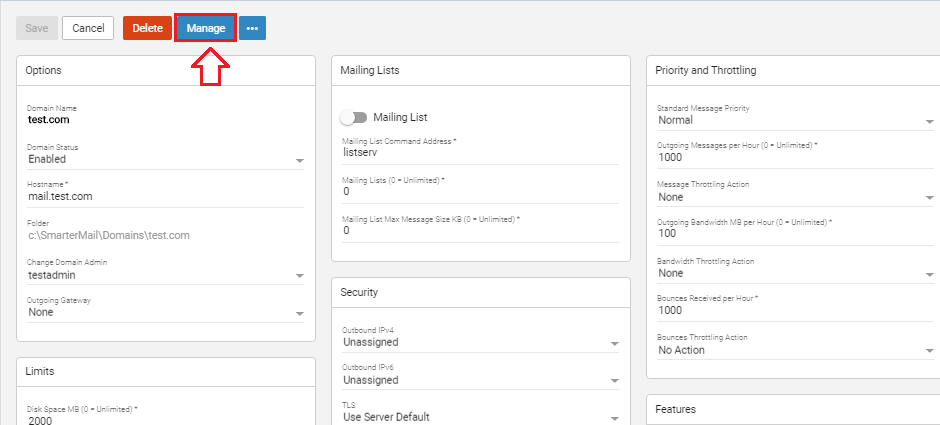 Save
Cancel
Delete
Manage
•••
Options
Domain Name
test.com
Domain Status
Enabled
Hostname *
mail.test.com
Folder
c:\SmarterMail\Domains\test.com
Change Domain Admin
testadmin
Outgoing Gateway
None
Limits
Disk Space MB (0 = Unlimited) *
2000
Mailing Lists
Mailing List
Mailing List Command Address *
listserv
Mailing Lists (0 = Unlimited) *
0
Mailing List Max Message Size KB (0 = Unlimited) *
0
Security
Outbound IPv4
Unassigned
Outbound IPv6
Unassigned
TLS
Use Server Default
Priority and Throttling
Standard Message Priority
Normal
Outgoing Messages per Hour (0 = Unlimited) *
1000
Message Throttling Action
None
Outgoing Bandwidth MB per Hour (0 = Unlimited) *
100
Bandwidth Throttling Action
None
Bounces Received per Hour *
1000
Bounces Throttling Action
No Action
Features